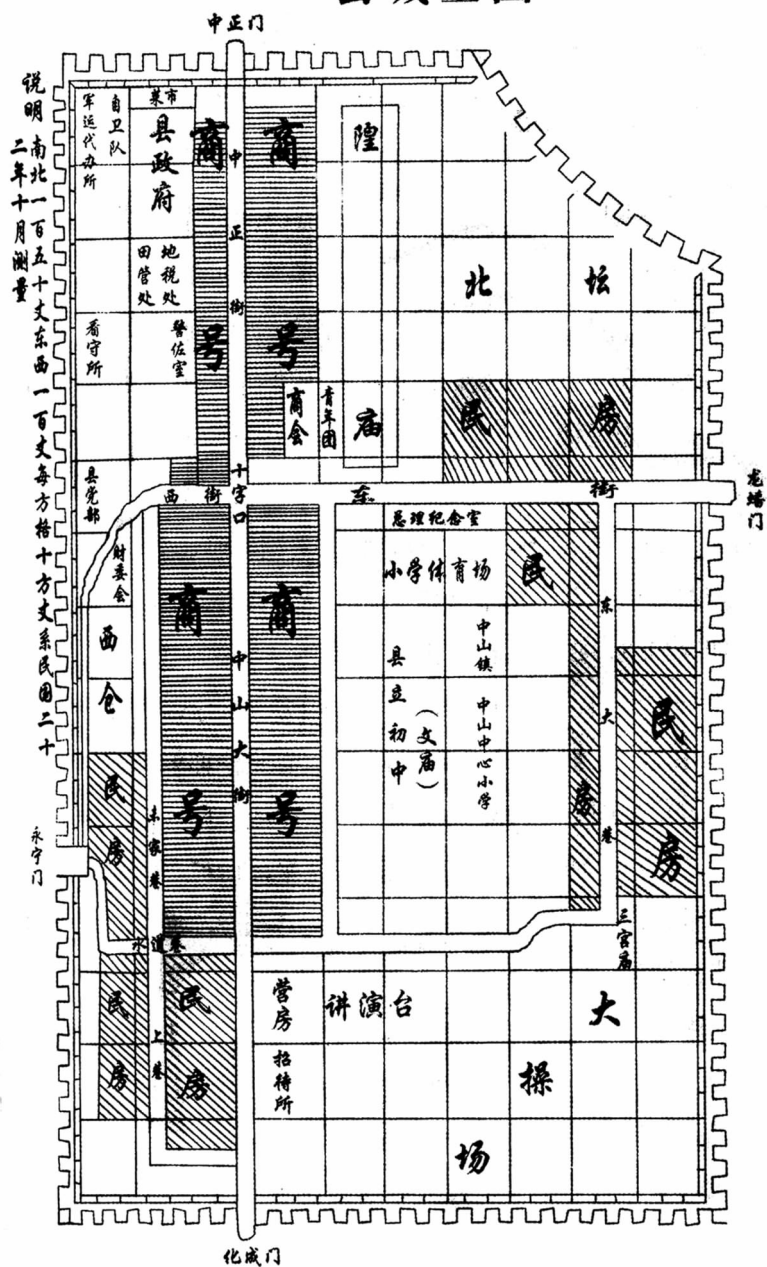 中正门
说明 南北一百五十丈东西一百丈每方格十方丈系民国二十
二年十月测量
军运代办所
自卫队
菜市
县政府
商号
商号
中正街
隍庙
田管处
地税处
北坛
看守所
警佐室
商会
青年团
民房
县党部
西街
十字口
东街
龙蟠门
总理纪念室
财委会
小学体育场
民房
西仓
商号
商号
中山大街
县立初中
(文庙)
中山镇
中山中心小学
东大巷
民房
民房
永宁门
水道巷
三官庙
民房
上巷
民房
营房
讲演台
招待所
大操场
化成门